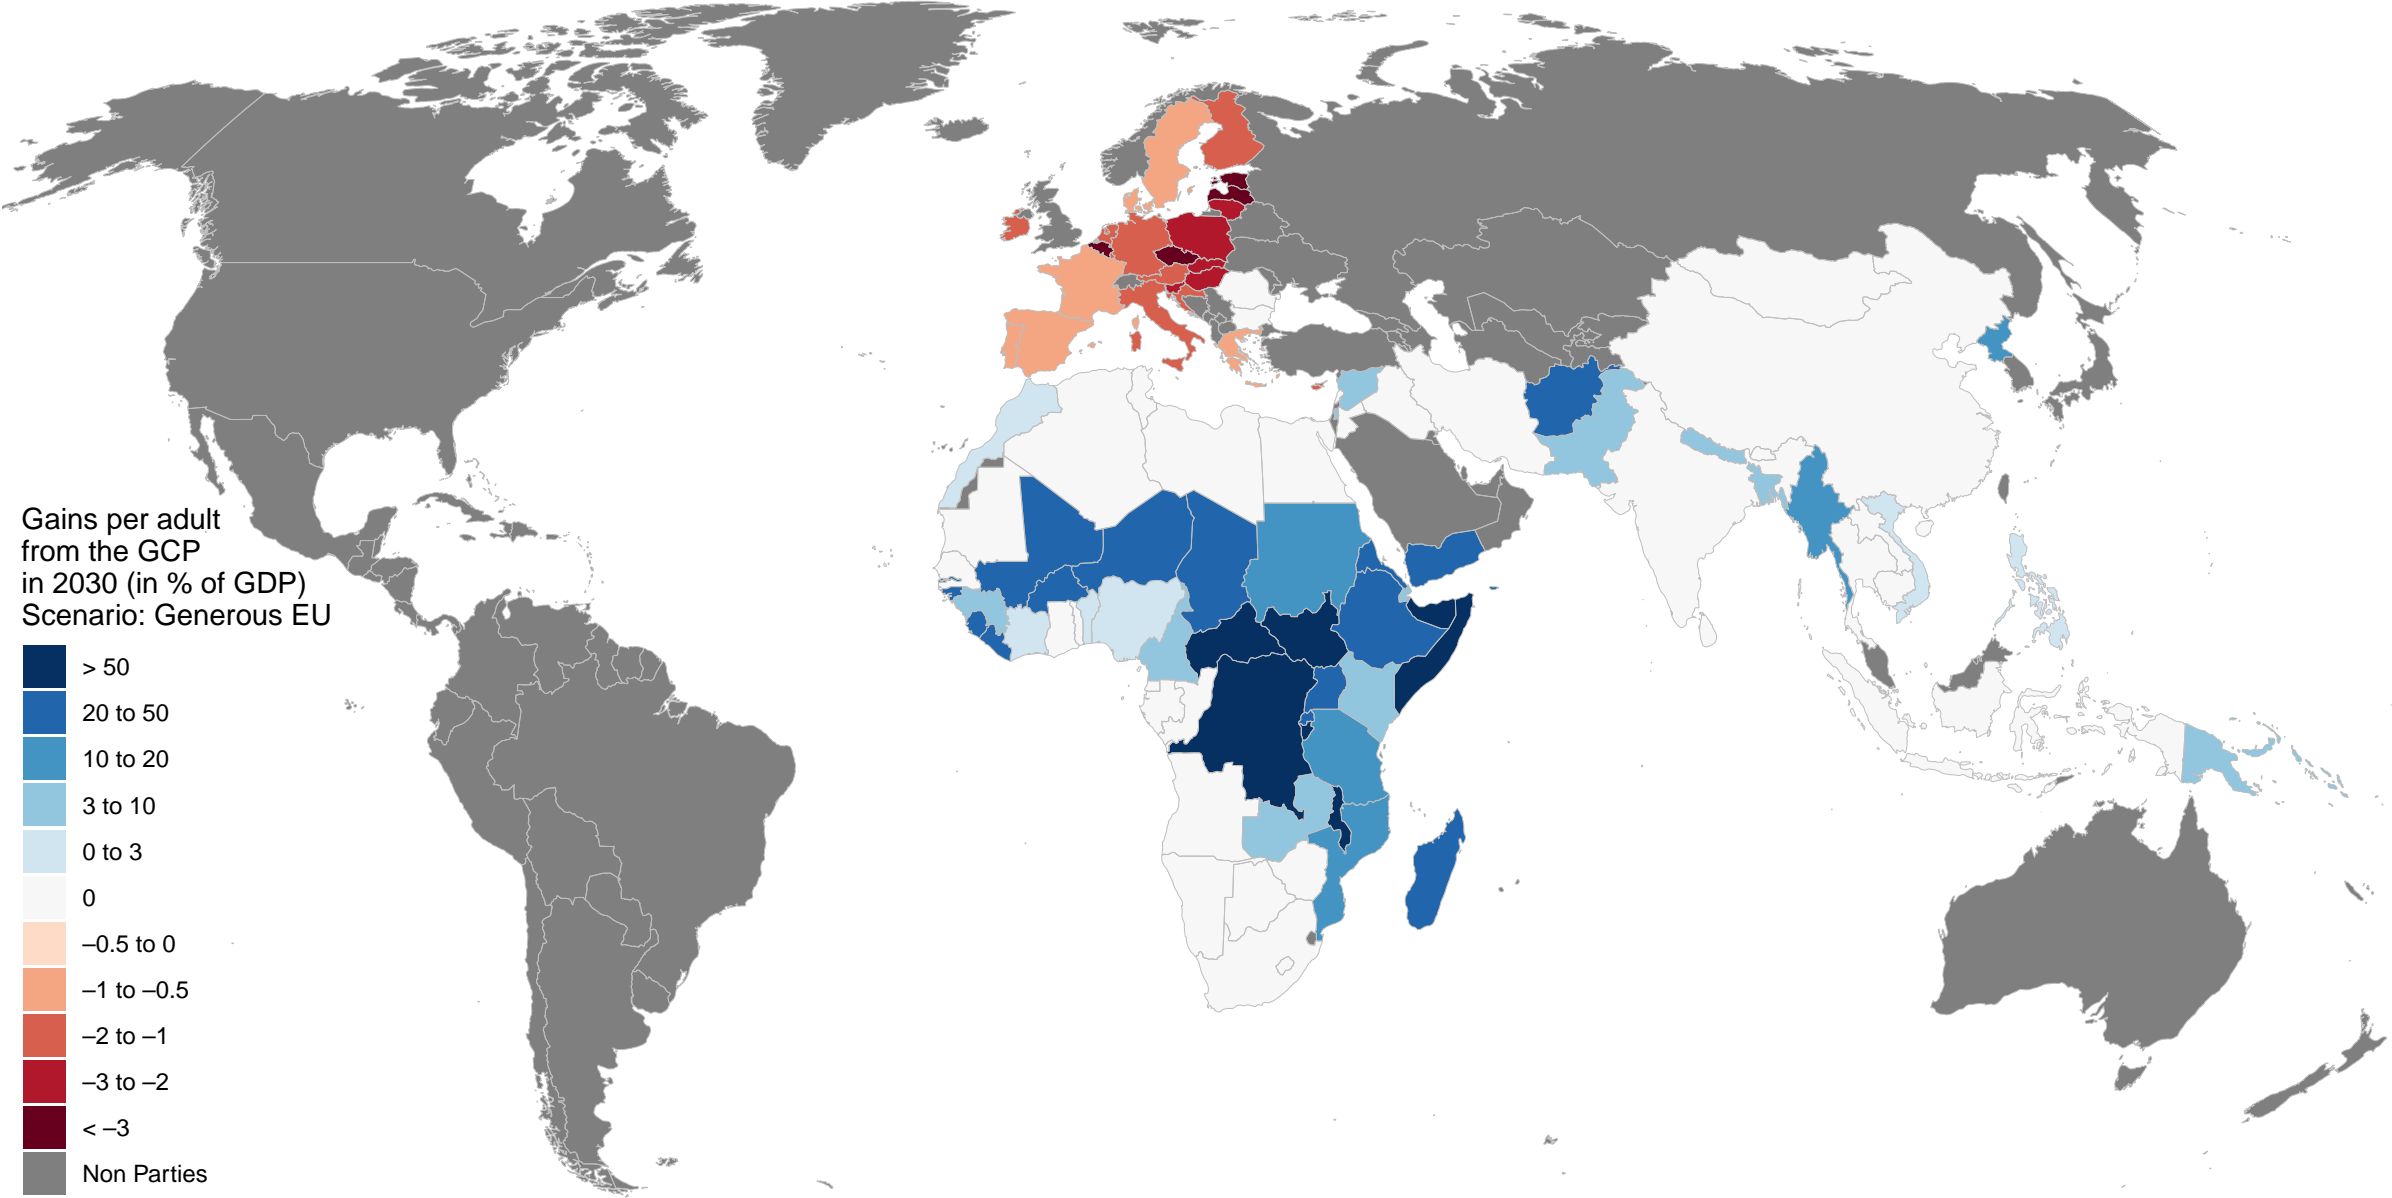 Gains per adult
from the GCP
in 2030 (in % of GDP)
Scenario: Generous EU
> 50
20 to 50
10 to 20
3 to 10
0 to 3
0
–0.5 to 0
–1 to –0.5
–2 to –1
–3 to –2
< –3
Non Parties